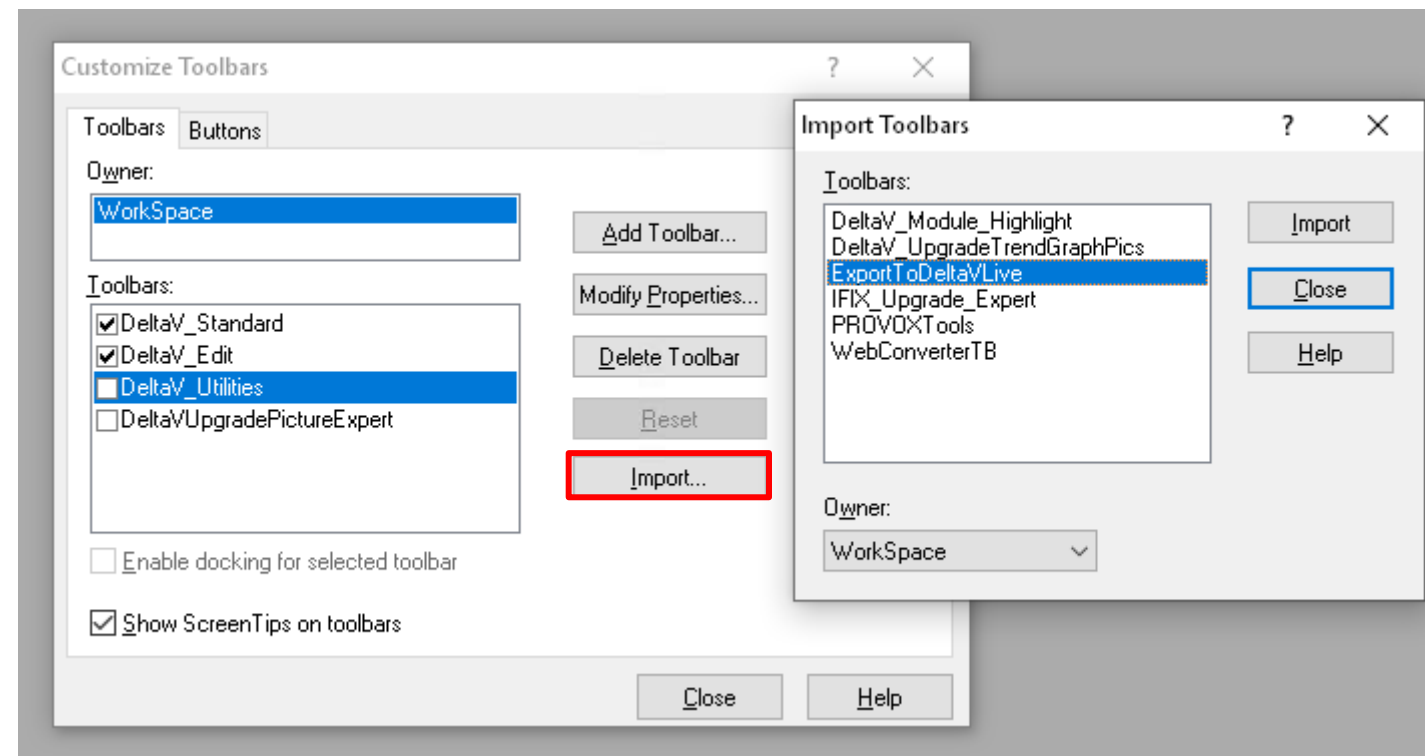 Customize Toolbars
?
Toolbars
Buttons
Owner:
WorkSpace
Toolbars:
DeltaV_Standard
DeltaV_Edit
DeltaV_Utilities
DeltaVUpgradePictureExpert
Enable docking for selected toolbar
Show ScreenTips on toolbars
Add Toolbar...
Modify Properties...
Delete Toolbar
Reset
Import...
Close
Help
Import Toolbars
?
Toolbars:
DeltaV_Module_Highlight
DeltaV_UpgradeTrendGraphPics
ExportToDeltaVLive
IFIX_Upgrade_Expert
PROVOXTools
WebConverterTB
Owner:
WorkSpace
Import
Close
Help